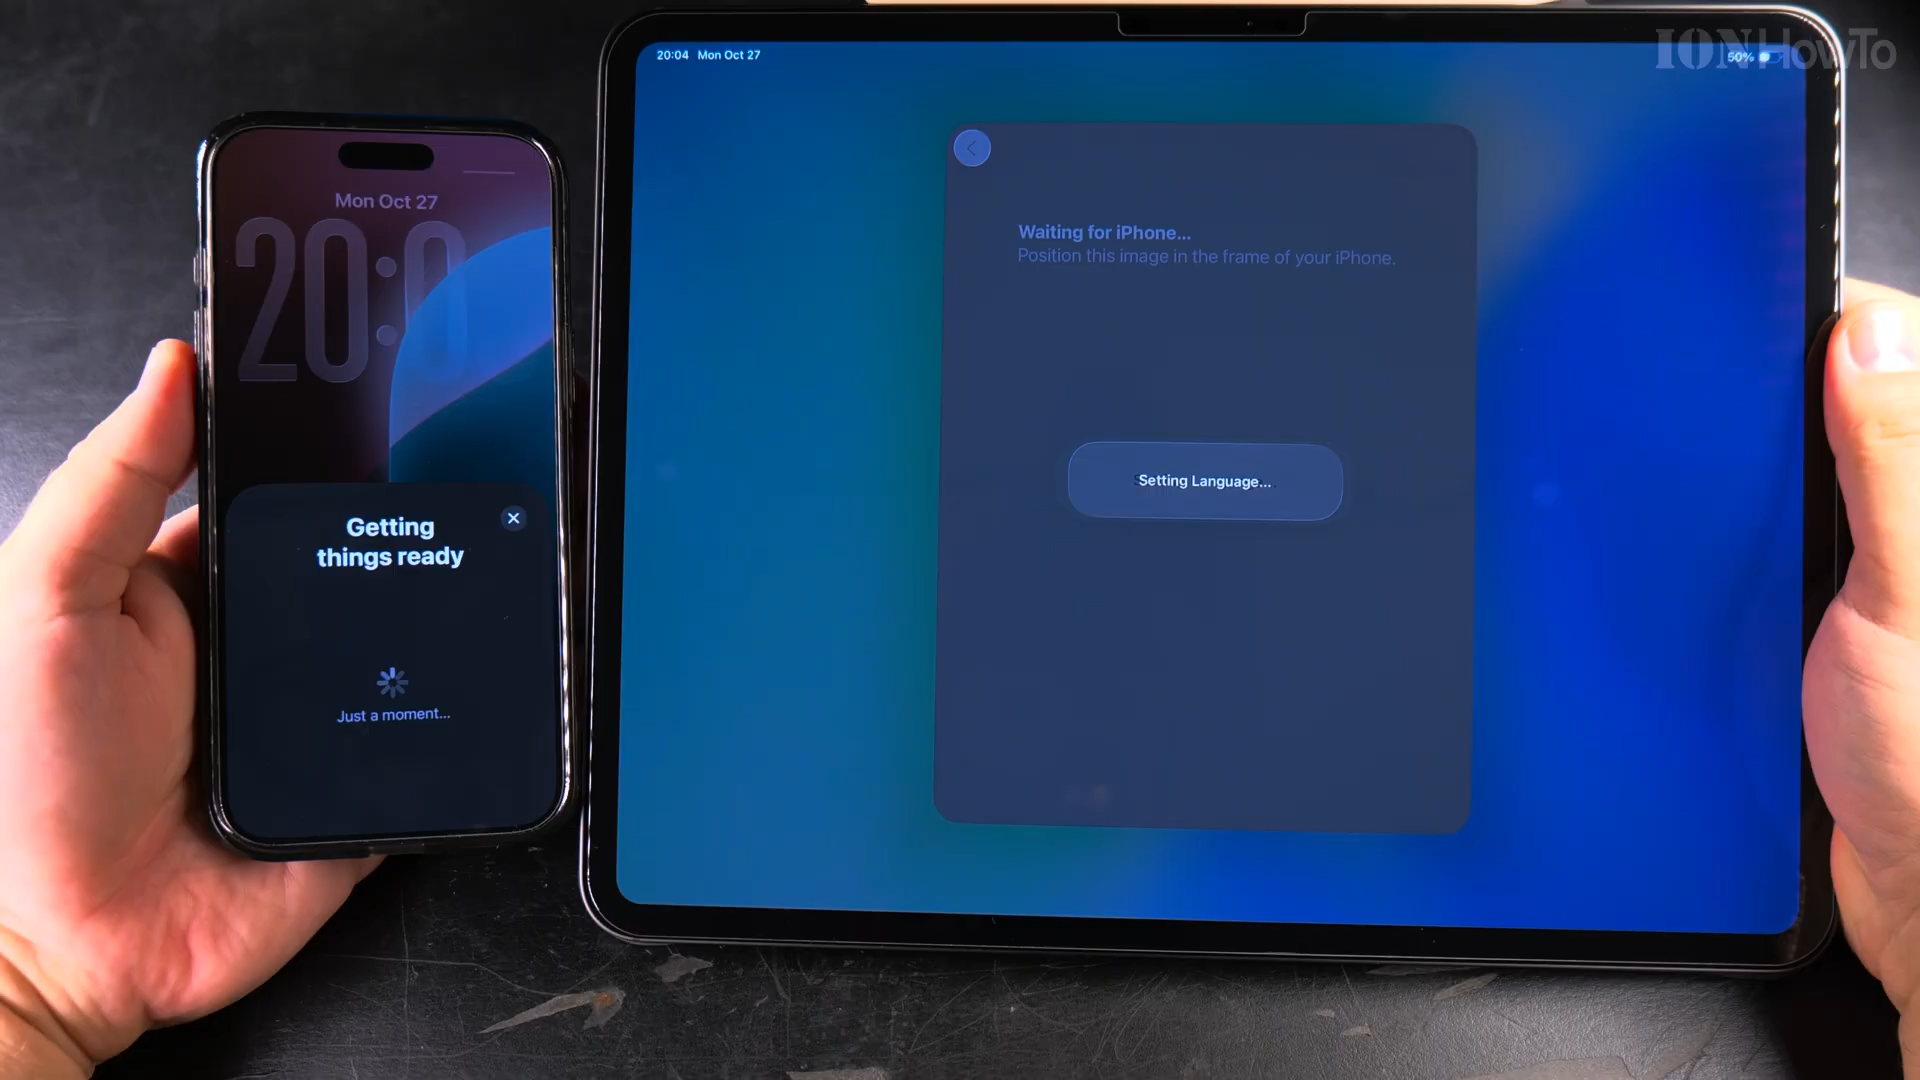 IONHowTo
20:04 Mon Oct 27
50%
Mon Oct 27
20:0
Waiting for iPhone...
Position this image in the frame of your iPhone.
Setting Language...
Getting
things ready
Just a moment...